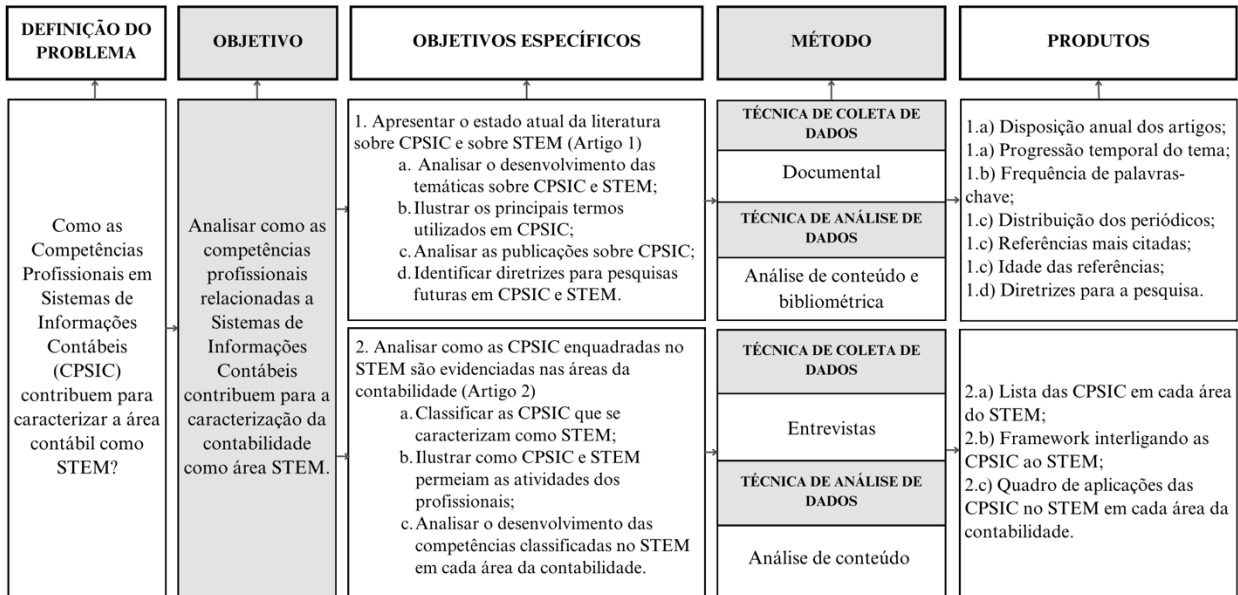 DEFINIÇÃO DO
PROBLEMA
OBJETIVO
OBJETIVOS ESPECÍFICOS
MÉTODO
PRODUTOS
Como as
Competências
Profissionais em
Sistemas de
Informações
Contábeis
(CPSIC)
contribuem para
caracterizar a área
contábil como
STEM?
Analisar como as
competências
profissionais
relacionadas a
Sistemas de
Informações
Contábeis
contribuem para a
caracterização da
contabilidade
como área STEM.
1. Apresentar o estado atual da literatura
sobre CPSIC e sobre STEM (Artigo 1)
a. Analisar o desenvolvimento das
temáticas sobre CPSIC e STEM;
b. Ilustrar os principais termos
utilizados em CPSIC;
c. Analisar as publicações sobre CPSIC;
d. Identificar diretrizes para pesquisas
futuras em CPSIC e STEM.
TÉCNICA DE COLETA DE
DADOS
Documental
TÉCNICA DE ANÁLISE DE
DADOS
Análise de conteúdo e
bibliométrica
1.a) Disposição anual dos artigos;
1.a) Progressão temporal do tema;
1.b) Frequência de palavras-
chave;
1.c) Distribuição dos periódicos;
1.c) Referências mais citadas;
1.c) Idade das referências;
1.d) Diretrizes para a pesquisa.
2. Analisar como as CPSIC enquadradas no
STEM são evidenciadas nas áreas da
contabilidade (Artigo 2)
a. Classificar as CPSIC que se
caracterizam como STEM;
b. Ilustrar como CPSIC e STEM
permeiam as atividades dos
profissionais;
c. Analisar o desenvolvimento das
competências classificadas no STEM
em cada área da contabilidade.
TÉCNICA DE COLETA DE
DADOS
Entrevistas
TÉCNICA DE ANÁLISE DE
DADOS
Análise de conteúdo
2.a) Lista das CPSIC em cada área
do STEM;
2.b) Framework interligando as
CPSIC ao STEM;
2.c) Quadro de aplicações das
CPSIC no STEM em cada área da
contabilidade.